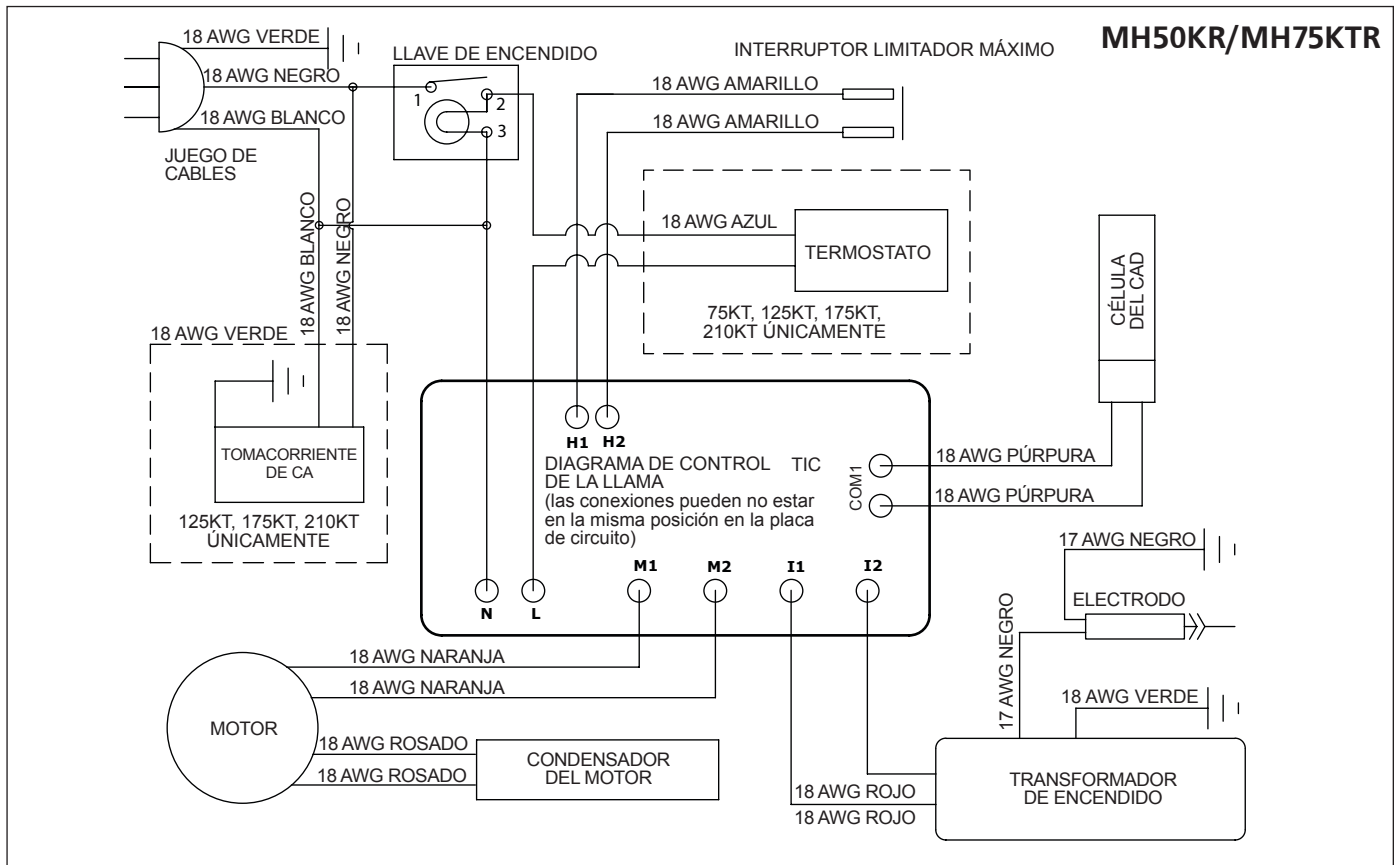 MH50KR/MH75KTR
18 AWG VERDE
LLAVE DE ENCENDIDO
INTERRUPTOR LIMITADOR MÁXIMO
18 AWG NEGRO
1
2
3
18 AWG AMARILLO
18 AWG BLANCO
18 AWG AMARILLO
JUEGO DE
CABLES
18 AWG BLANCO
18 AWG NEGRO
18 AWG AZUL
TERMOSTATO
75KT, 125KT, 175KT,
210KT ÚNICAMENTE
CÉLULA
DEL CAD
18 AWG VERDE
TOMACORRIENTE
DE CA
125KT, 175KT, 210KT
ÚNICAMENTE
H1
H2
DIAGRAMA DE CONTROL
DE LA LLAMA
(las conexiones pueden no estar
en la misma posición en la placa
de circuito)
TIC
COM1
18 AWG PÚRPURA
18 AWG PÚRPURA
N
L
M1
M2
I1
I2
17 AWG NEGRO
ELECTRODO
17 AWG NEGRO
18 AWG VERDE
18 AWG NARANJA
18 AWG NARANJA
MOTOR
18 AWG ROSADO
18 AWG ROSADO
CONDENSADOR
DEL MOTOR
18 AWG ROJO
18 AWG ROJO
TRANSFORMADOR
DE ENCENDIDO